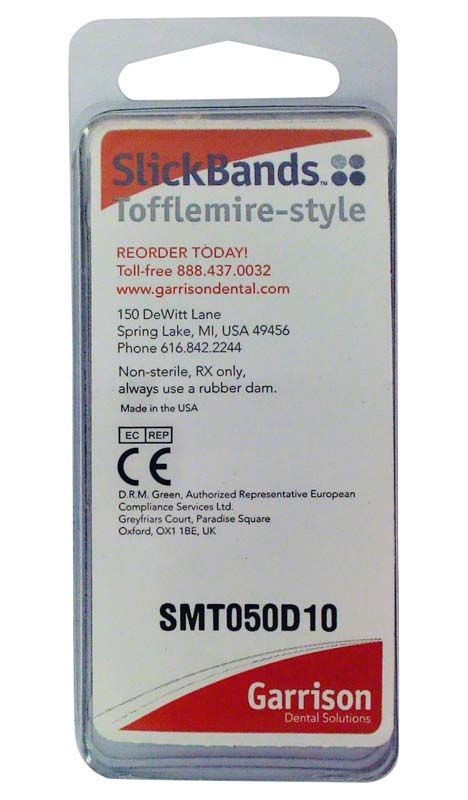 SlickBands™
Tofflemire-style
REORDER TODAY!
Toll-free 888.437.0032
www.garrisondental.com
150 DeWitt Lane
Spring Lake, MI, USA 49456
Phone 616.842.2244
Non-sterile, RX only,
always use a rubber dam.
Made in the USA
EC REP
CE
D.R.M. Green, Authorized Representative European
Compliance Services Ltd.
Greyfriars Court, Paradise Square
Oxford, OX1 1BE, UK
SMT050D10
Garrison
Dental Solutions